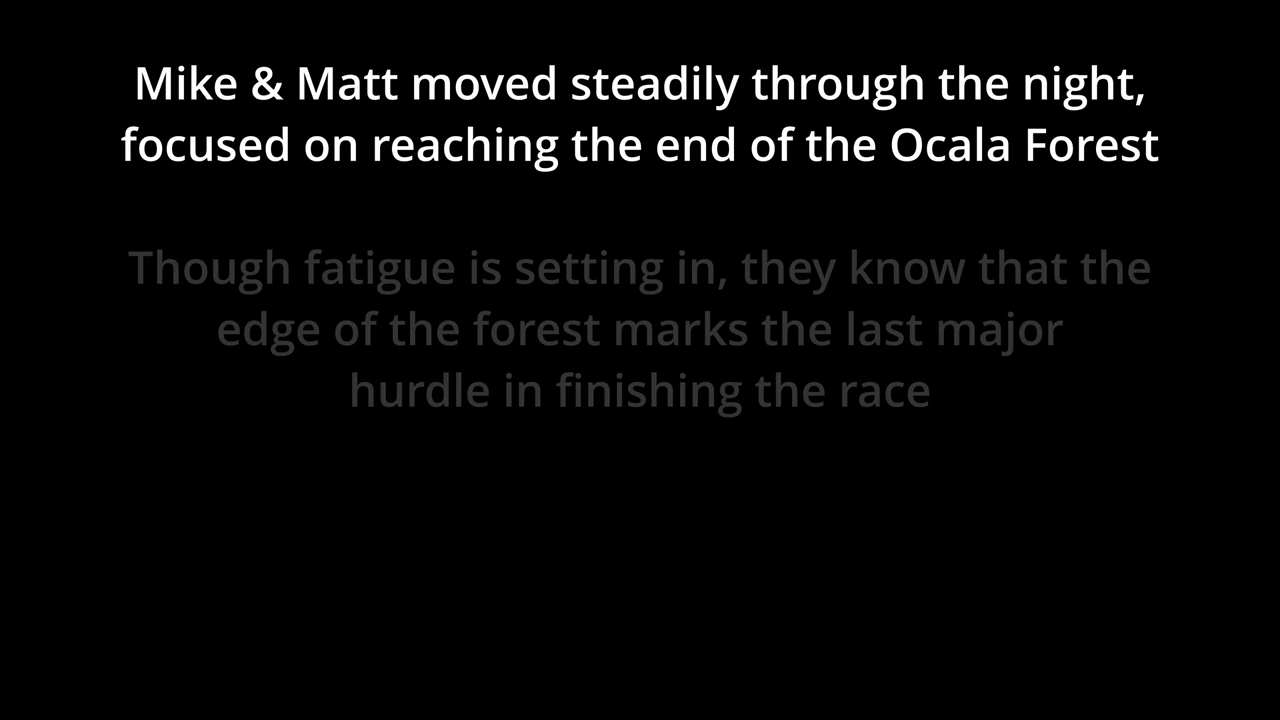 Mike & Matt moved steadily through the night,
focused on reaching the end of the Ocala Forest
Though fatigue is setting in, they know that the
edge of the forest marks the last major
hurdle in finishing the race